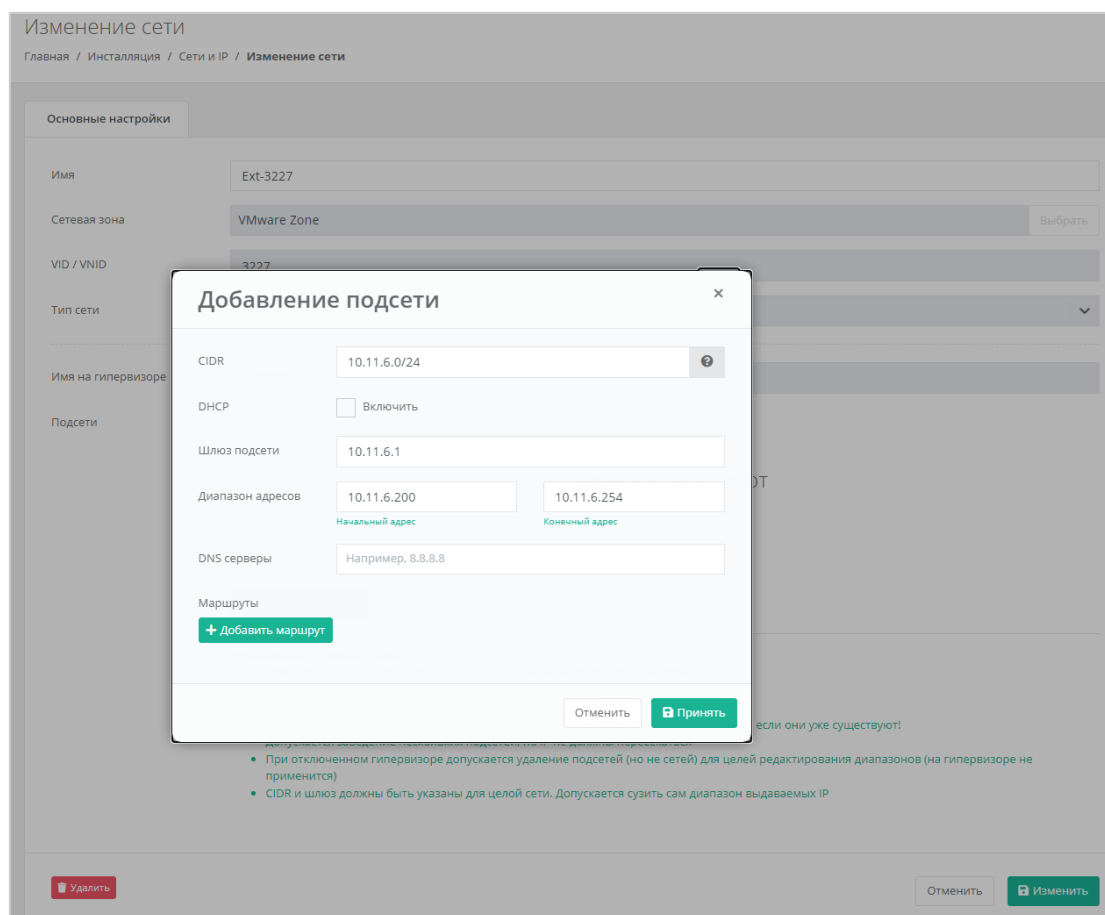 Изменение сети
Главная / Инсталляция / Сети и IP / Изменение сети
Основные настройки
Имя
Ext-3227
Сетевая зона
VMware Zone
Выбрать
VID / VNID
3227
Тип сети
Имя на гипервизоре
Подсети
Добавление подсети
×
CIDR
10.11.6.0/24
DHCP
Включить
Шлюз подсети
10.11.6.1
Диапазон адресов
10.11.6.200
10.11.6.254
Начальный адрес
Конечный адрес
DNS серверы
Например, 8.8.8.8
Маршруты
+ Добавить маршрут
Отменить
Принять
если они уже существуют!
При отключенном гипервизоре допускается удаление подсетей (но не сетей) для целей редактирования диапазонов (на гипервизоре не
применится)
CIDR и шлюз должны быть указаны для целой сети. Допускается сузить сам диапазон выдаваемых IP
Удалить
Отменить
Изменить